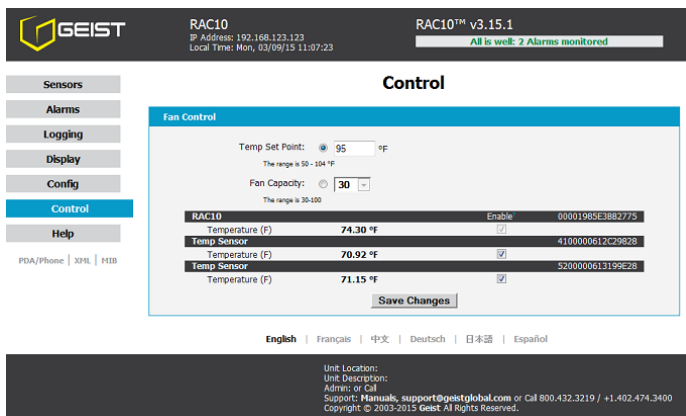 GEIST
RAC10
IP Address: 192.168.123.123
Local Time: Mon, 03/09/15 11:07:23
RAC10™ v3.15.1
All is well: 2 Alarms monitored
Sensors
Alarms
Logging
Display
Config
Control
Help
PDA/Phone | XML | MIB
Control
Fan Control
Temp Set Point: 95 °F
The range is 50 - 104 °F
Fan Capacity: 30
The range is 30-100
RAC10 Enable 00001985E3882775
Temperature (F) 74.30 °F
Temp Sensor 4100000612C29828
Temperature (F) 70.92 °F
Temp Sensor 5200000613199E28
Temperature (F) 71.15 °F
Save Changes
English | Français | 中文 | Deutsch | 日本語 | Español
Unit Location:
Unit Description:
Admin: or Call
Support: Manuals, support@geistglobal.com or Call 800.432.3219 / +1.402.474.3400
Copyright © 2003-2015 Geist All Rights Reserved.